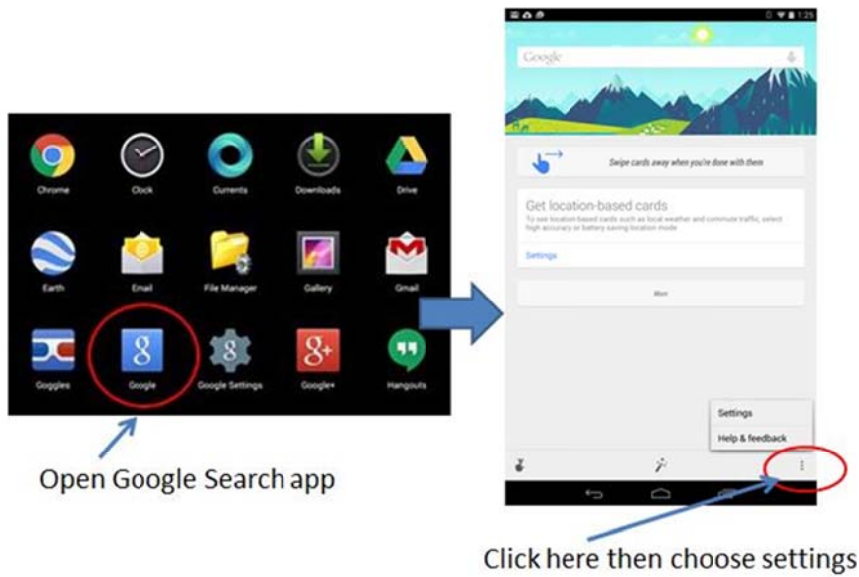 Chrome
Clock
Currents
Downloads
Drive
Earth
Email
File Manager
Gallery
Gmail
Goggles
Google
Google Settings
Google+
Hangouts
Open Google Search app
1:25
Google
Swipe cards away when you're done with them
Get location-based cards
To see location-based cards such as local weather and commute traffic, select
high accuracy or battery saving location mode
Settings
More
Settings
Help & feedback
Click here then choose settings